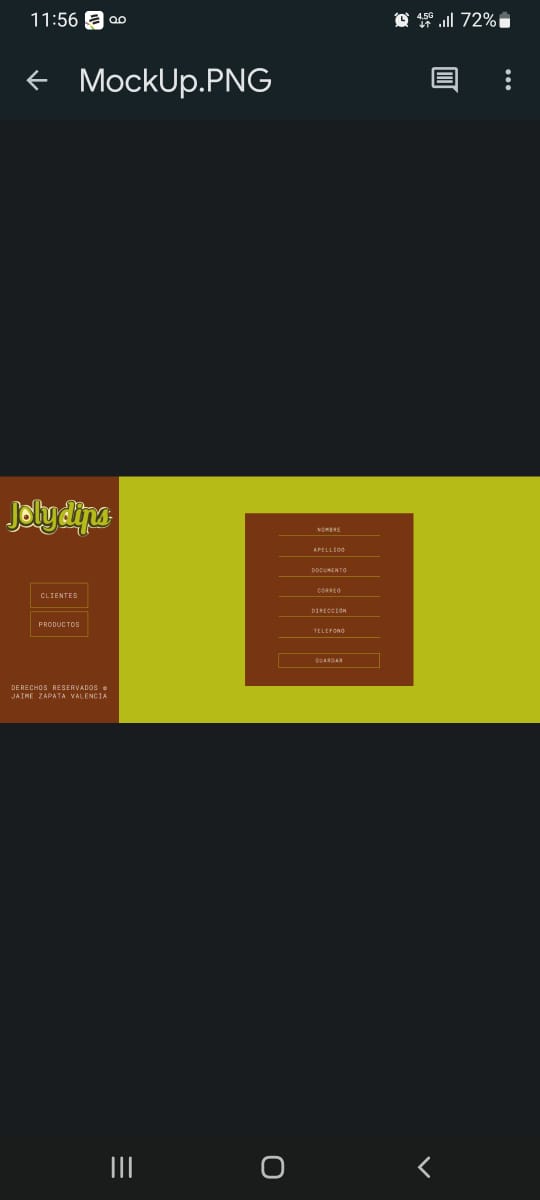 11:56
4.5G
72%
MockUp.PNG
Jolydips
CLIENTES
PRODUCTOS
DERECHOS RESERVADOS ©
JAIME ZAPATA VALENCIA
NOMBRE
APELLIDO
DOCUMENTO
CORREO
DIRECCIÓN
TELEFONO
GUARDAR